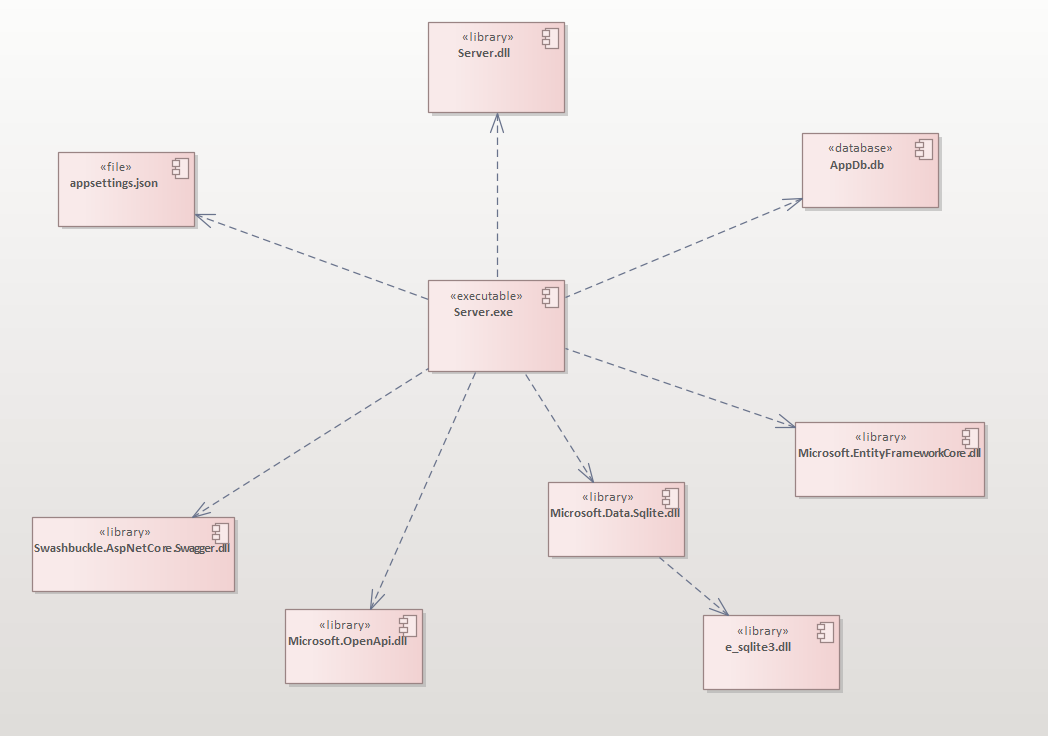 «library»
Server.dll
«database»
AppDb.db
«file»
appsettings.json
«executable»
Server.exe
«library»
Microsoft.EntityFrameworkCore.dll
«library»
Microsoft.Data.Sqlite.dll
«library»
Swashbuckle.AspNetCore.Swagger.dll
«library»
Microsoft.OpenApi.dll
«library»
e_sqlite3.dll